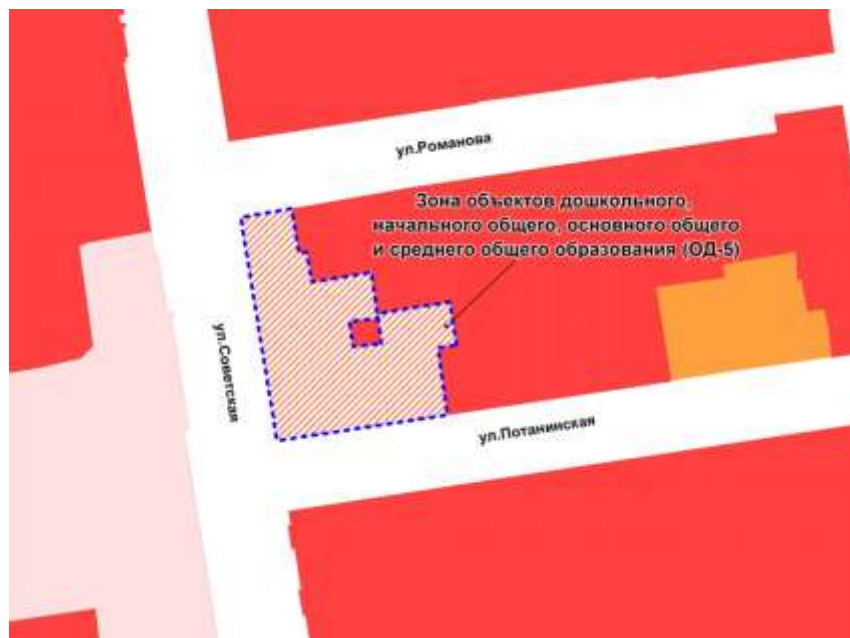 ул.Романова
Зона объектов дошкольного,
начального общего, основного общего
и среднего общего образования (ОД-5)
ул.Советская
ул.Потанинская